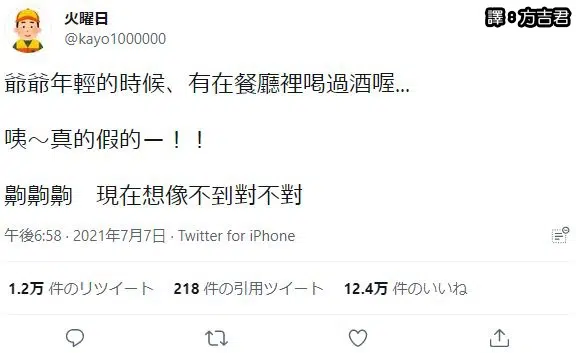 譯：方吉君
火曜日
@kayo1000000
爺爺年輕的時候、有在餐廳裡喝過酒喔...
咦～真的假的ー！！
齁齁齁　現在想像不到對不對
午後6:58 · 2021年7月7日 · Twitter for iPhone
1.2万 件のリツイート 218 件の引用ツイート 12.4万 件のいいね